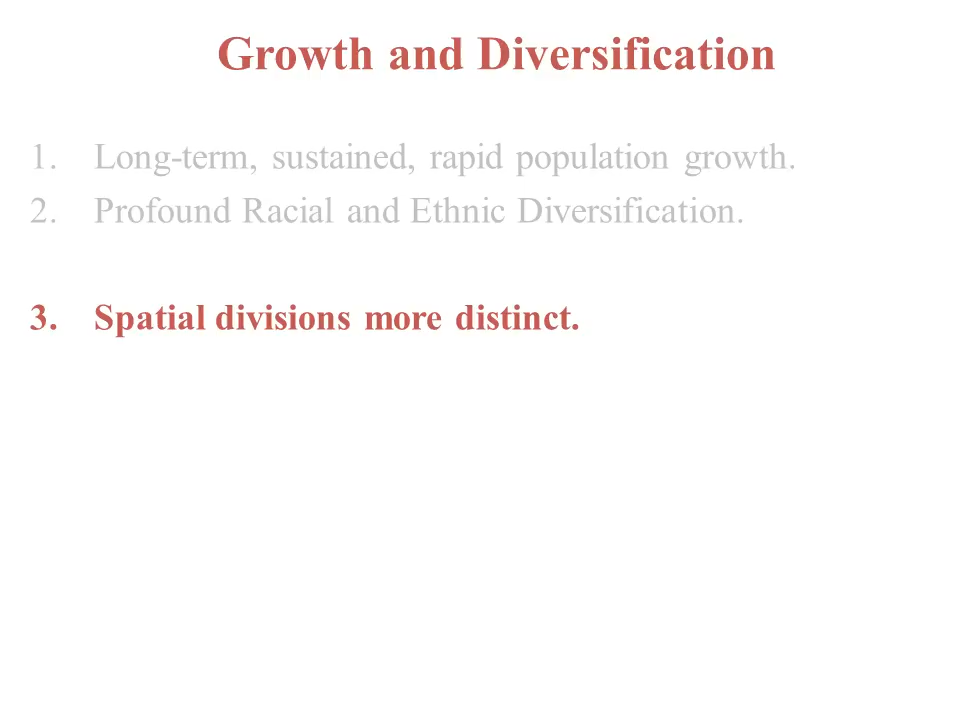 Growth and Diversification
1. Long-term, sustained, rapid population growth.
2. Profound Racial and Ethnic Diversification.
3. Spatial divisions more distinct.